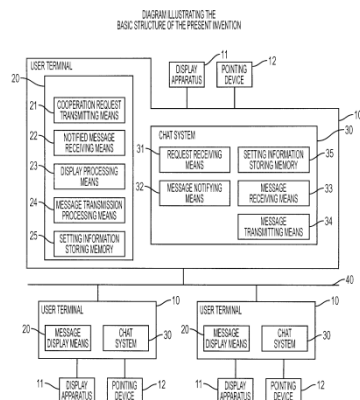 DIAGRAM ILLUSTRATING THE
BASIC STRUCTURE OF THE PRESENT INVENTION
11
DISPLAY
APPARATUS
12
POINTING
DEVICE
USER TERMINAL
10
20
21
COOPERATION REQUEST
TRANSMITTING MEANS
22
NOTIFIED MESSAGE
RECEIVING MEANS
23
DISPLAY PROCESSING
MEANS
24
MESSAGE TRANSMISSION
PROCESSING MEANS
25
SETTING INFORMATION
STORING MEMORY
CHAT SYSTEM
30
31
REQUEST RECEIVING
MEANS
SETTING INFORMATION
STORING MEMORY
35
32
MESSAGE NOTIFYING
MEANS
MESSAGE
RECEIVING MEANS
33
MESSAGE
TRANSMITTING MEANS
34
40
USER TERMINAL
10
20
MESSAGE
DISPLAY MEANS
CHAT
SYSTEM
30
11
DISPLAY
APPARATUS
POINTING
DEVICE
12
USER TERMINAL
10
20
MESSAGE
DISPLAY MEANS
CHAT
SYSTEM
30
11
DISPLAY
APPARATUS
POINTING
DEVICE
12